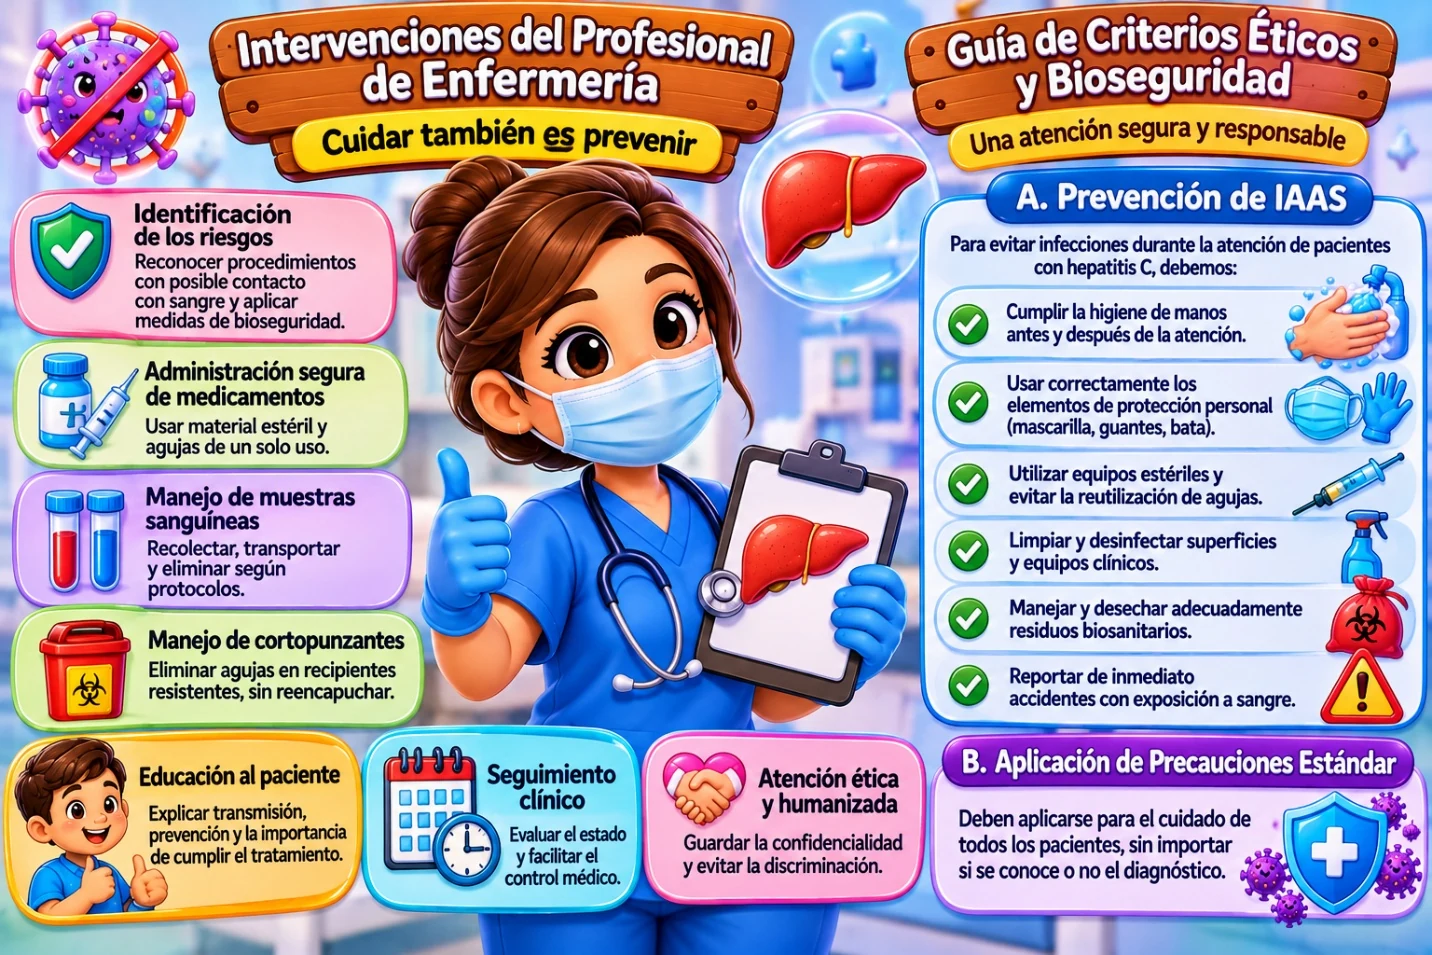 Intervenciones del Profesional
de Enfermería
Cuidar también es prevenir
Identificación
de los riesgos
Reconocer procedimientos
con posible contacto
con sangre y aplicar
medidas de bioseguridad.
Administración segura
de medicamentos
Usar material estéril y
agujas de un solo uso.
Manejo de muestras
sanguíneas
Recolectar, transportar
y eliminar según
protocolos.
Manejo de cortopunzantes
Eliminar agujas en recipientes
resistentes, sin reencapuchar.
Educación al paciente
Explicar transmisión,
prevención y la importancia
de cumplir el tratamiento.
Seguimiento
clínico
Evaluar el estado
y facilitar el
control médico.
Atención ética
y humanizada
Guardar la confidencialidad
y evitar la discriminación.
Guía de Criterios Éticos
y Bioseguridad
Una atención segura y responsable
A. Prevención de IAAS
Para evitar infecciones durante la atención de pacientes
con hepatitis C, debemos:
Cumplir la higiene de manos
antes y después de la atención.
Usar correctamente los
elementos de protección personal
(mascarilla, guantes, bata).
Utilizar equipos estériles y
evitar la reutilización de agujas.
Limpiar y desinfectar superficies
y equipos clínicos.
Manejar y desechar adecuadamente
residuos biosanitarios.
Reportar de inmediato
accidentes con exposición a sangre.
B. Aplicación de Precauciones Estándar
Deben aplicarse para el cuidado de
todos los pacientes, sin importar
si se conoce o no el diagnóstico.